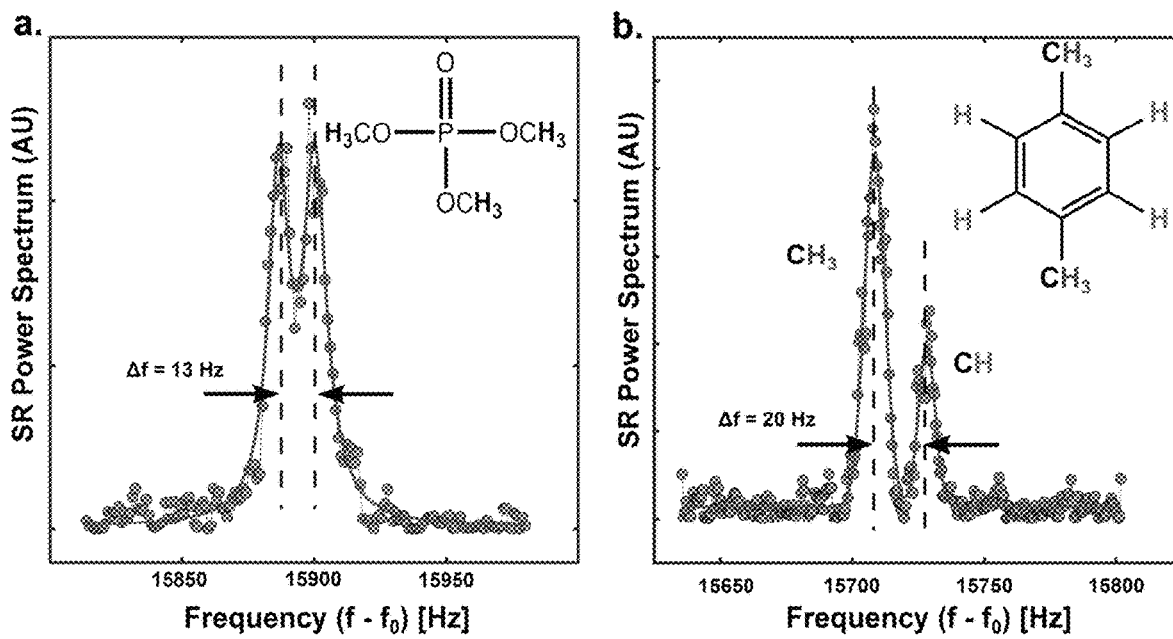 a.
SR Power Spectrum (AU)
O
H₃CO
P
OCH₃
OCH₃
Δf = 13 Hz
15850
15900
15950
Frequency (f - f₀) [Hz]
b.
SR Power Spectrum (AU)
CH₃
H
H
H
H
CH₃
CH₃
CH
Δf = 20 Hz
15650
15700
15750
15800
Frequency (f - f₀) [Hz]